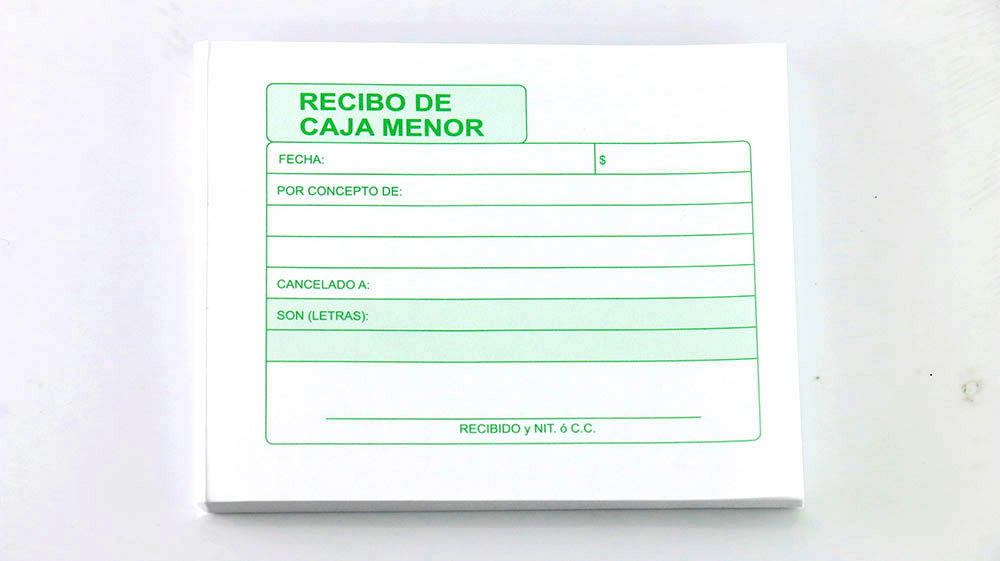 RECIBO DE
CAJA MENOR
FECHA: $
POR CONCEPTO DE:
CANCELADO A:
SON (LETRAS):
RECIBIDO y NIT. ó C.C.